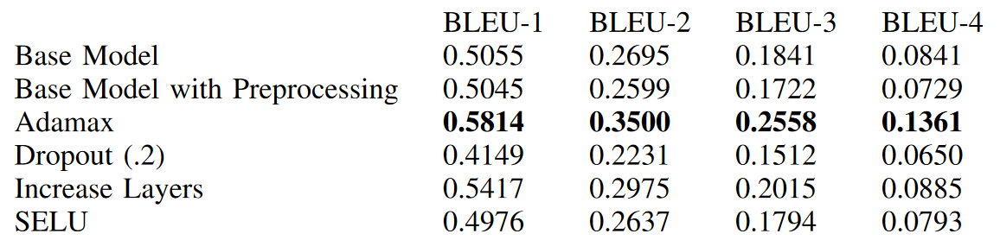 BLEU-1 BLEU-2 BLEU-3 BLEU-4
Base Model 0.5055 0.2695 0.1841 0.0841
Base Model with Preprocessing 0.5045 0.2599 0.1722 0.0729
Adamax 0.5814 0.3500 0.2558 0.1361
Dropout (.2) 0.4149 0.2231 0.1512 0.0650
Increase Layers 0.5417 0.2975 0.2015 0.0885
SELU 0.4976 0.2637 0.1794 0.0793